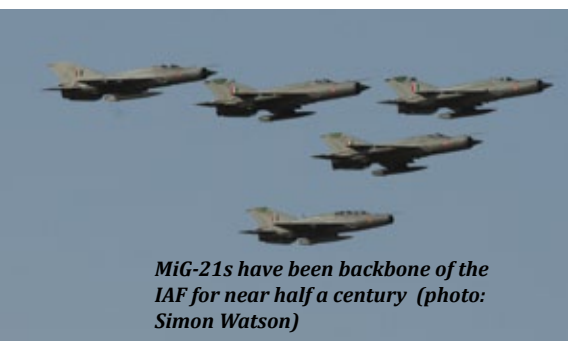 MiG-21s have been backbone of the
IAF for near half a century  (photo:
Simon Watson)